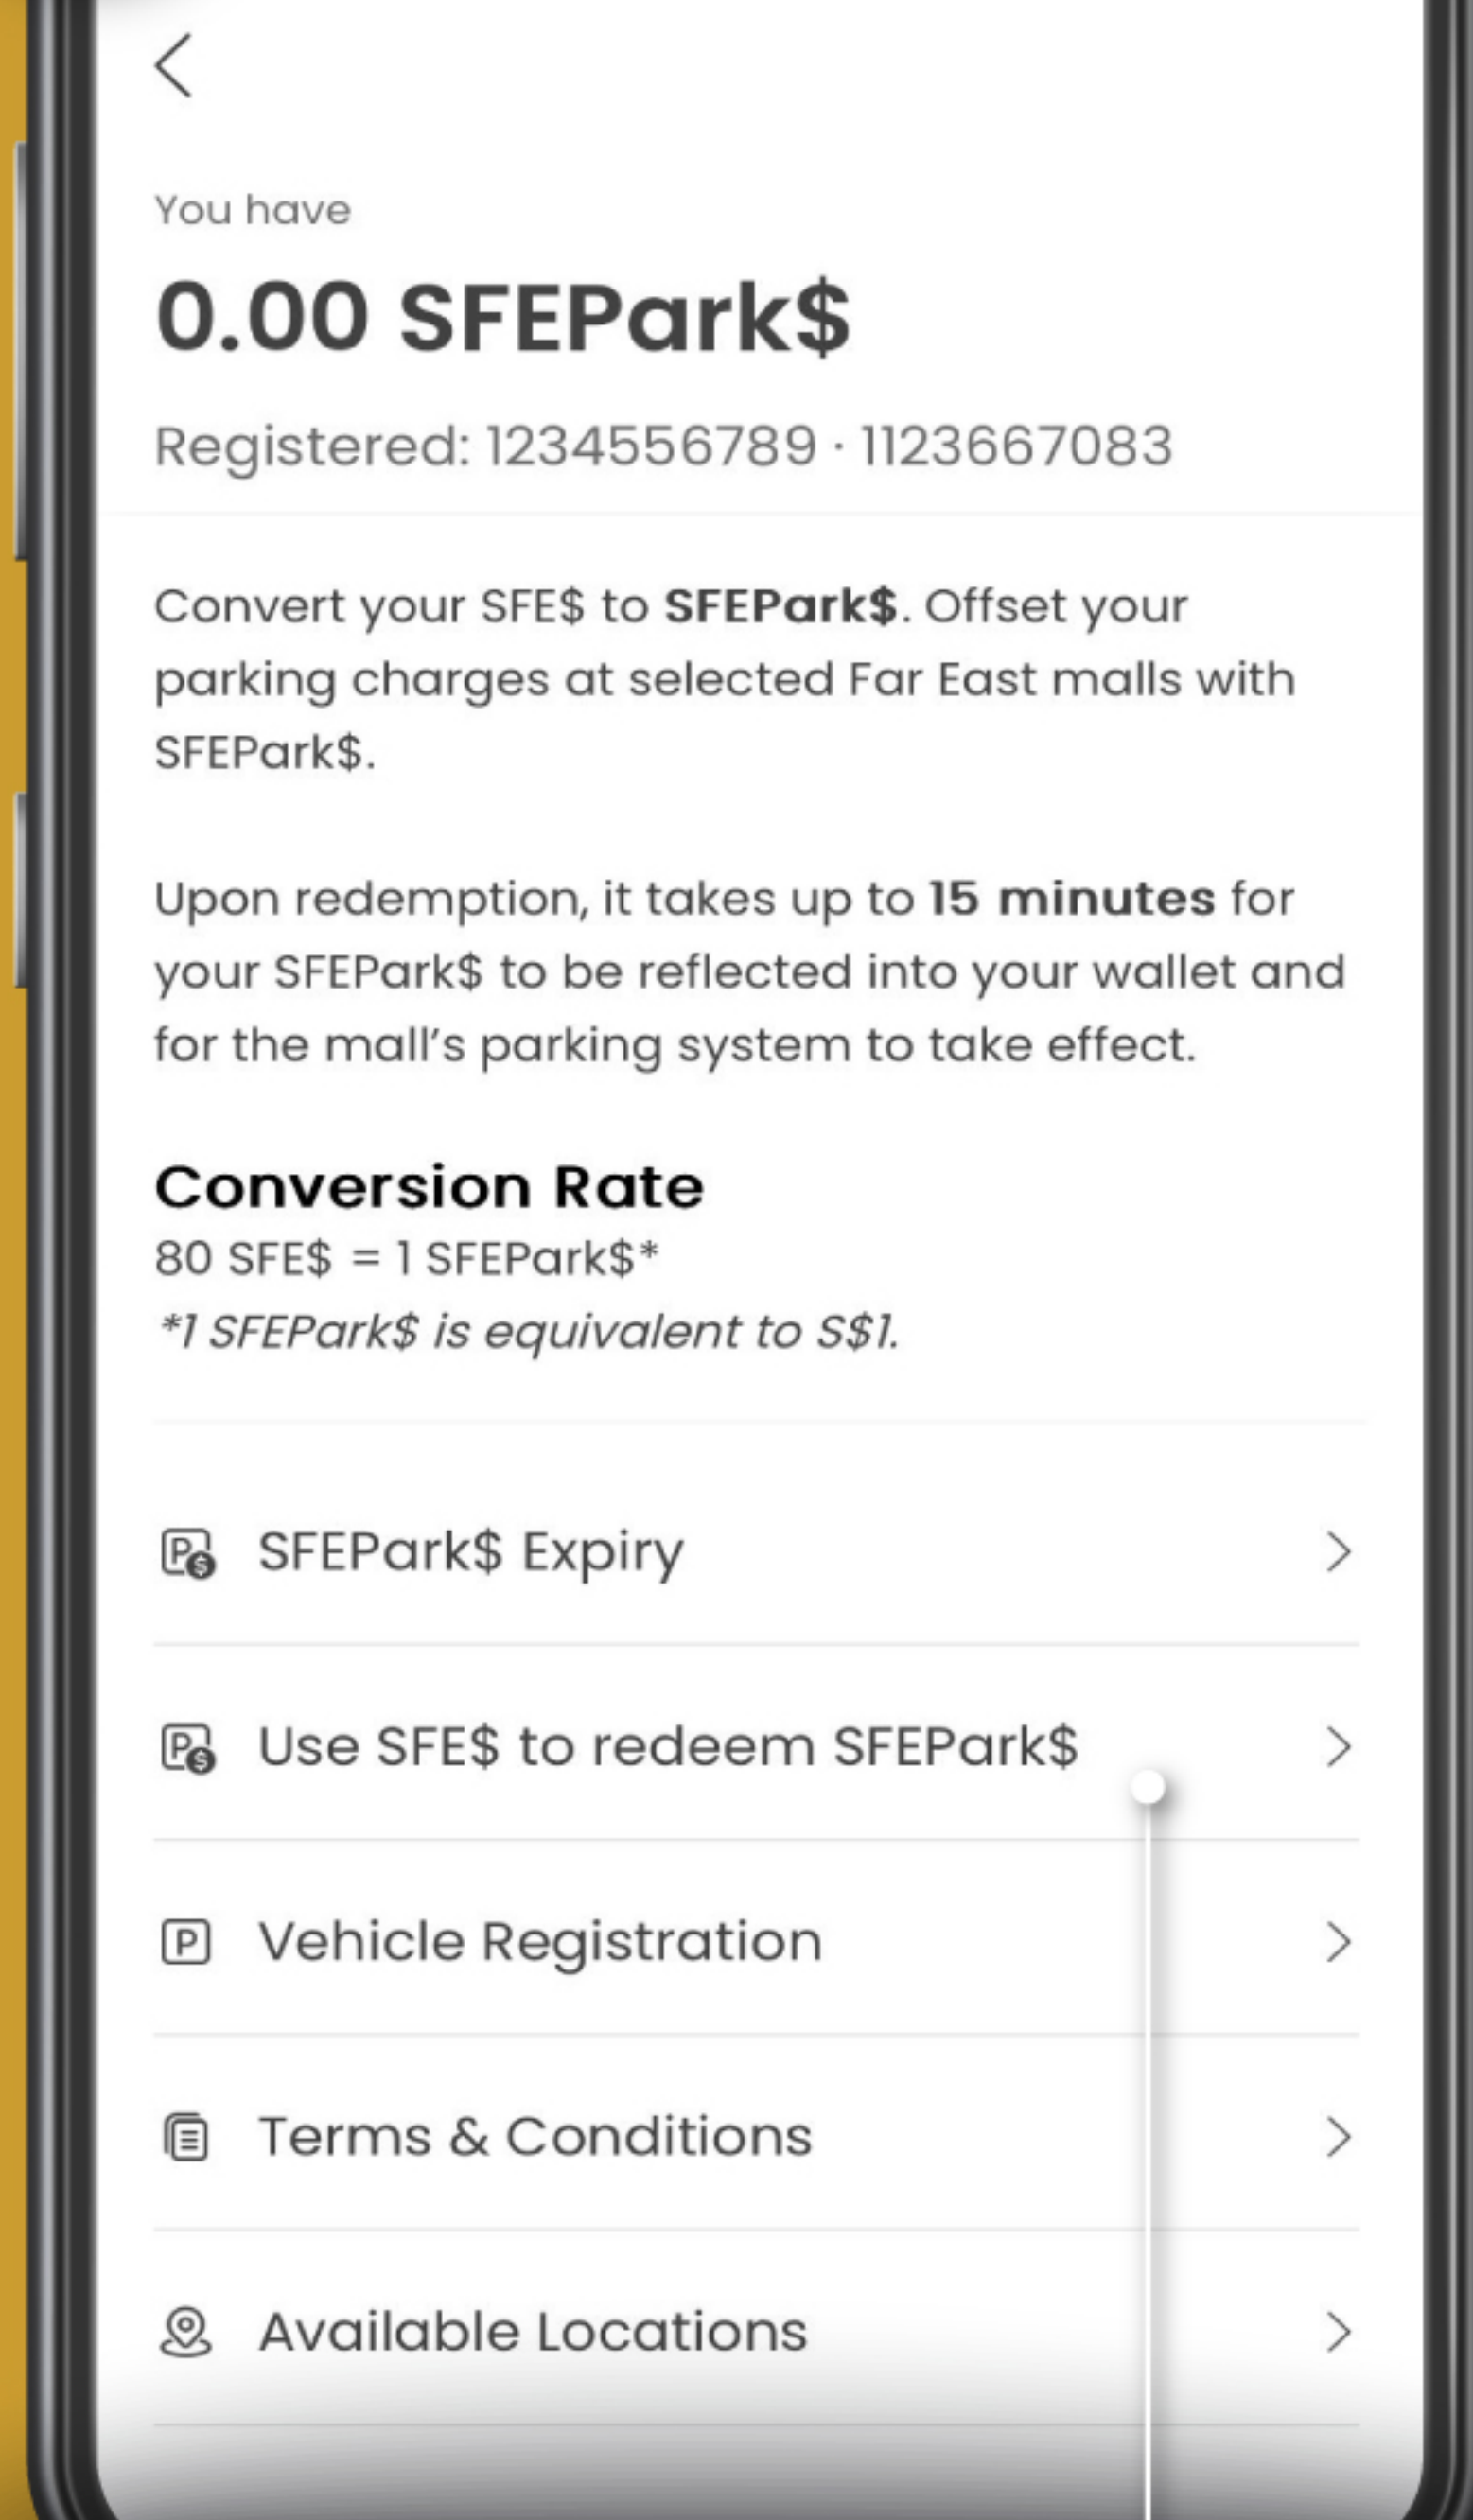 You have
0.00 SFEPark$
Registered: 1234556789 · 1123667083
Convert your SFE$ to SFEPark$. Offset your
parking charges at selected Far East malls with
SFEPark$.
Upon redemption, it takes up to 15 minutes for
your SFEPark$ to be reflected into your wallet and
for the mall’s parking system to take effect.
Conversion Rate
80 SFE$ = 1 SFEPark$*
*1 SFEPark$ is equivalent to S$1.
SFEPark$ Expiry
Use SFE$ to redeem SFEPark$
P Vehicle Registration
Terms & Conditions
Available Locations